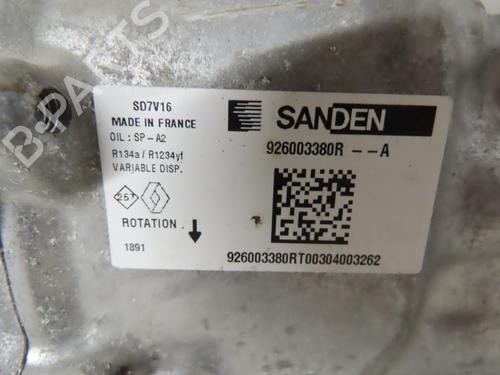 B-PARTS
SD7V16
MADE IN FRANCE
OIL: SP-A2
R134a / R1234yf
VARIABLE DISP.
25+
ROTATION
1891
SANDEN
926003380R --A
926003380RT00304003262